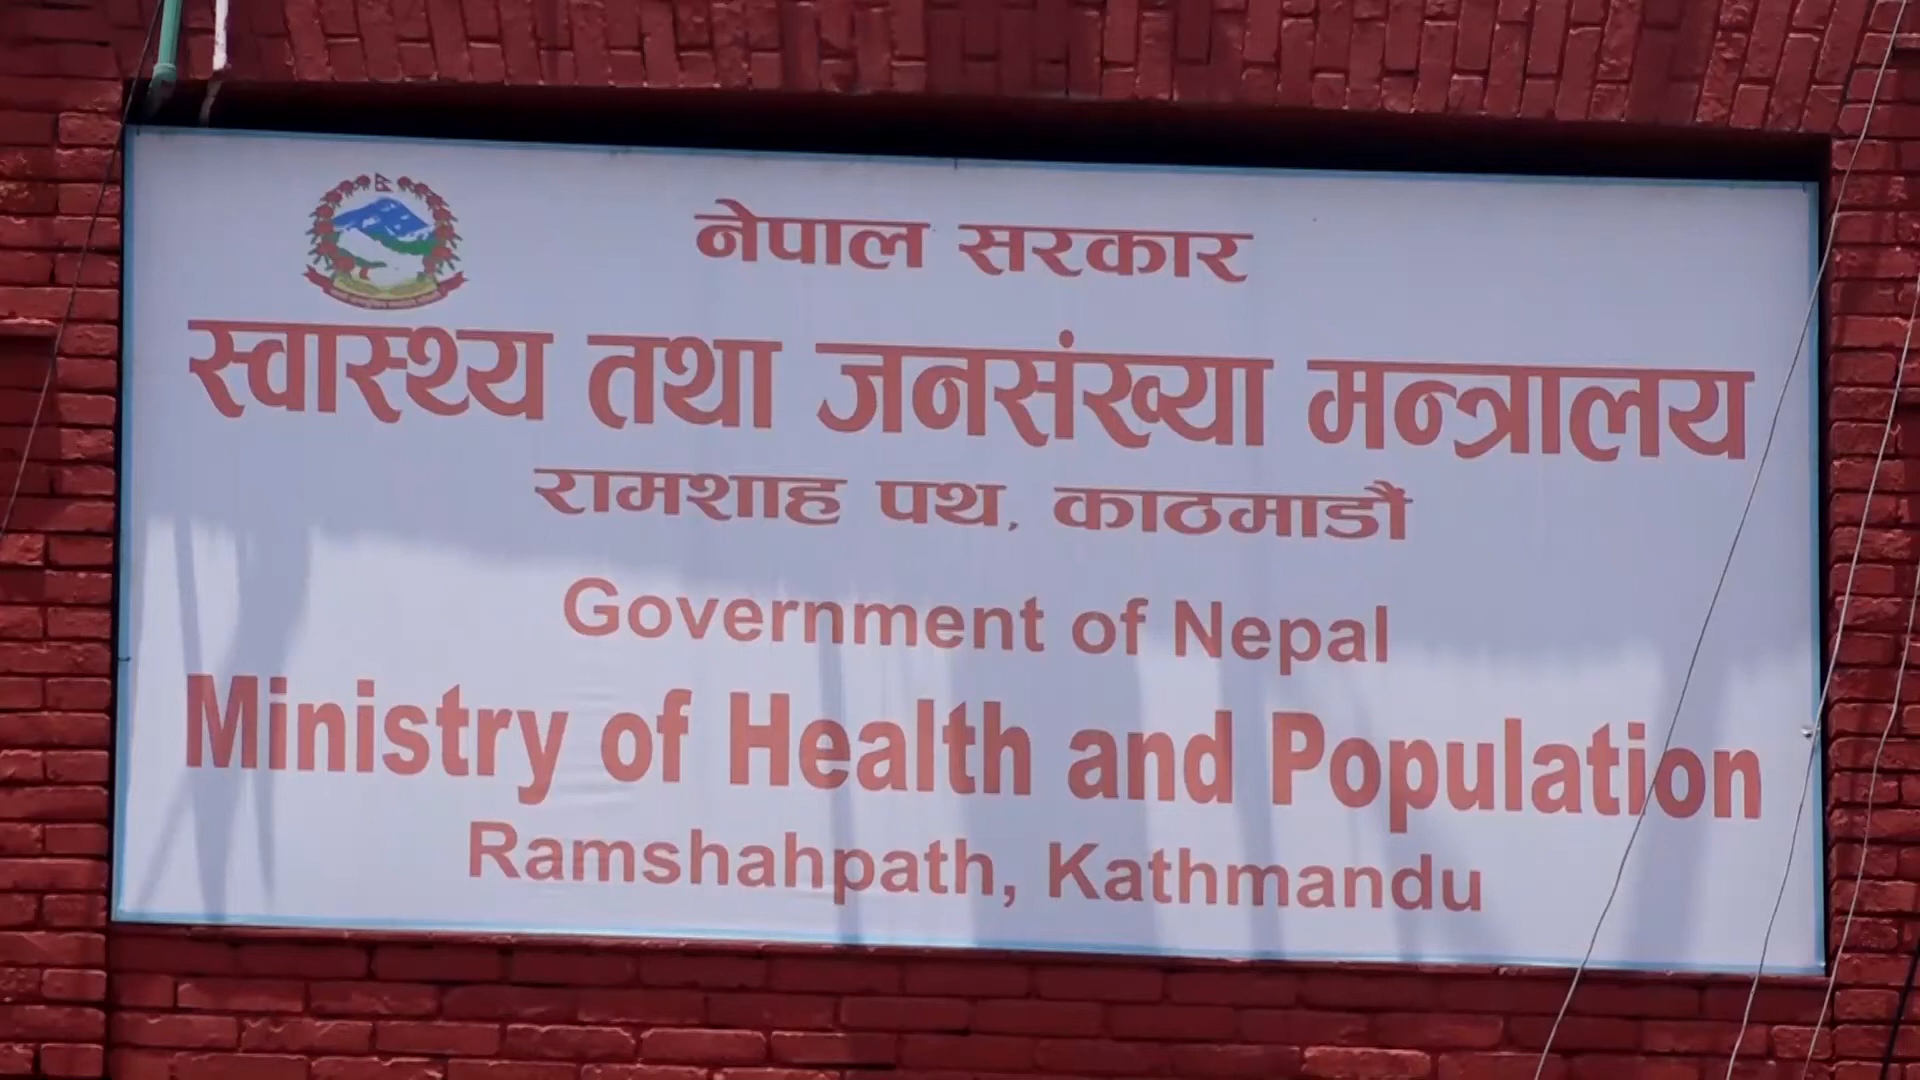 नेपाल सरकार
स्वास्थ्य तथा जनसंख्या मन्त्रालय
रामशाह पथ, काठमाडौं
Government of Nepal
Ministry of Health and Population
Ramshahpath, Kathmandu